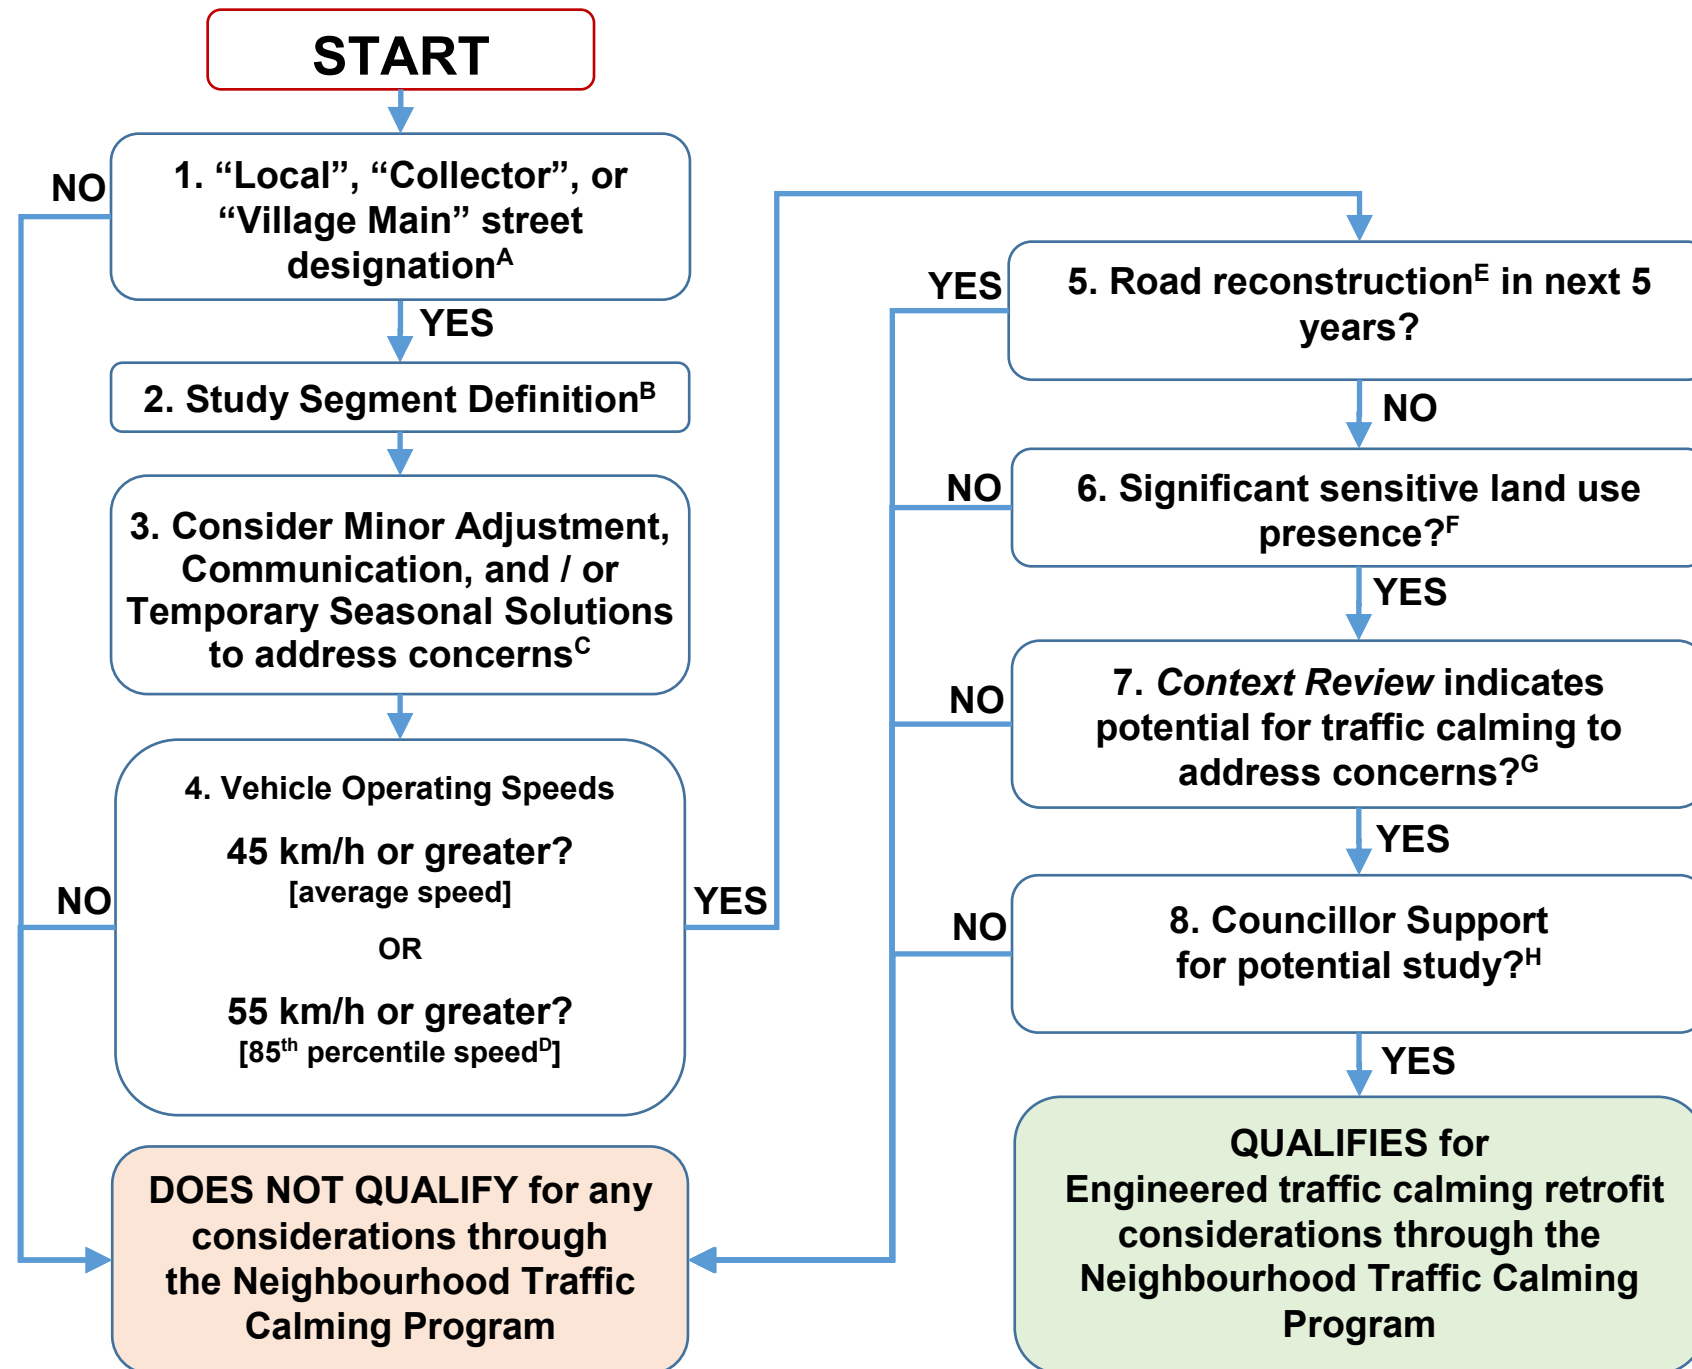 START
NO
1. “Local”, “Collector”, or
“Village Main” street
designationA
YES
2. Study Segment DefinitionB
3. Consider Minor Adjustment,
Communication, and / or
Temporary Seasonal Solutions
to address concernsC
4. Vehicle Operating Speeds
45 km/h or greater?
[average speed]
OR
55 km/h or greater?
[85th percentile speedD]
NO
YES
DOES NOT QUALIFY for any
considerations through
the Neighbourhood Traffic
Calming Program
YES
5. Road reconstructionE in next 5
years?
NO
NO
6. Significant sensitive land use
presence?F
YES
NO
7. Context Review indicates
potential for traffic calming to
address concerns?G
YES
NO
8. Councillor Support
for potential study?H
YES
QUALIFIES for
Engineered traffic calming retrofit
considerations through the
Neighbourhood Traffic Calming
Program